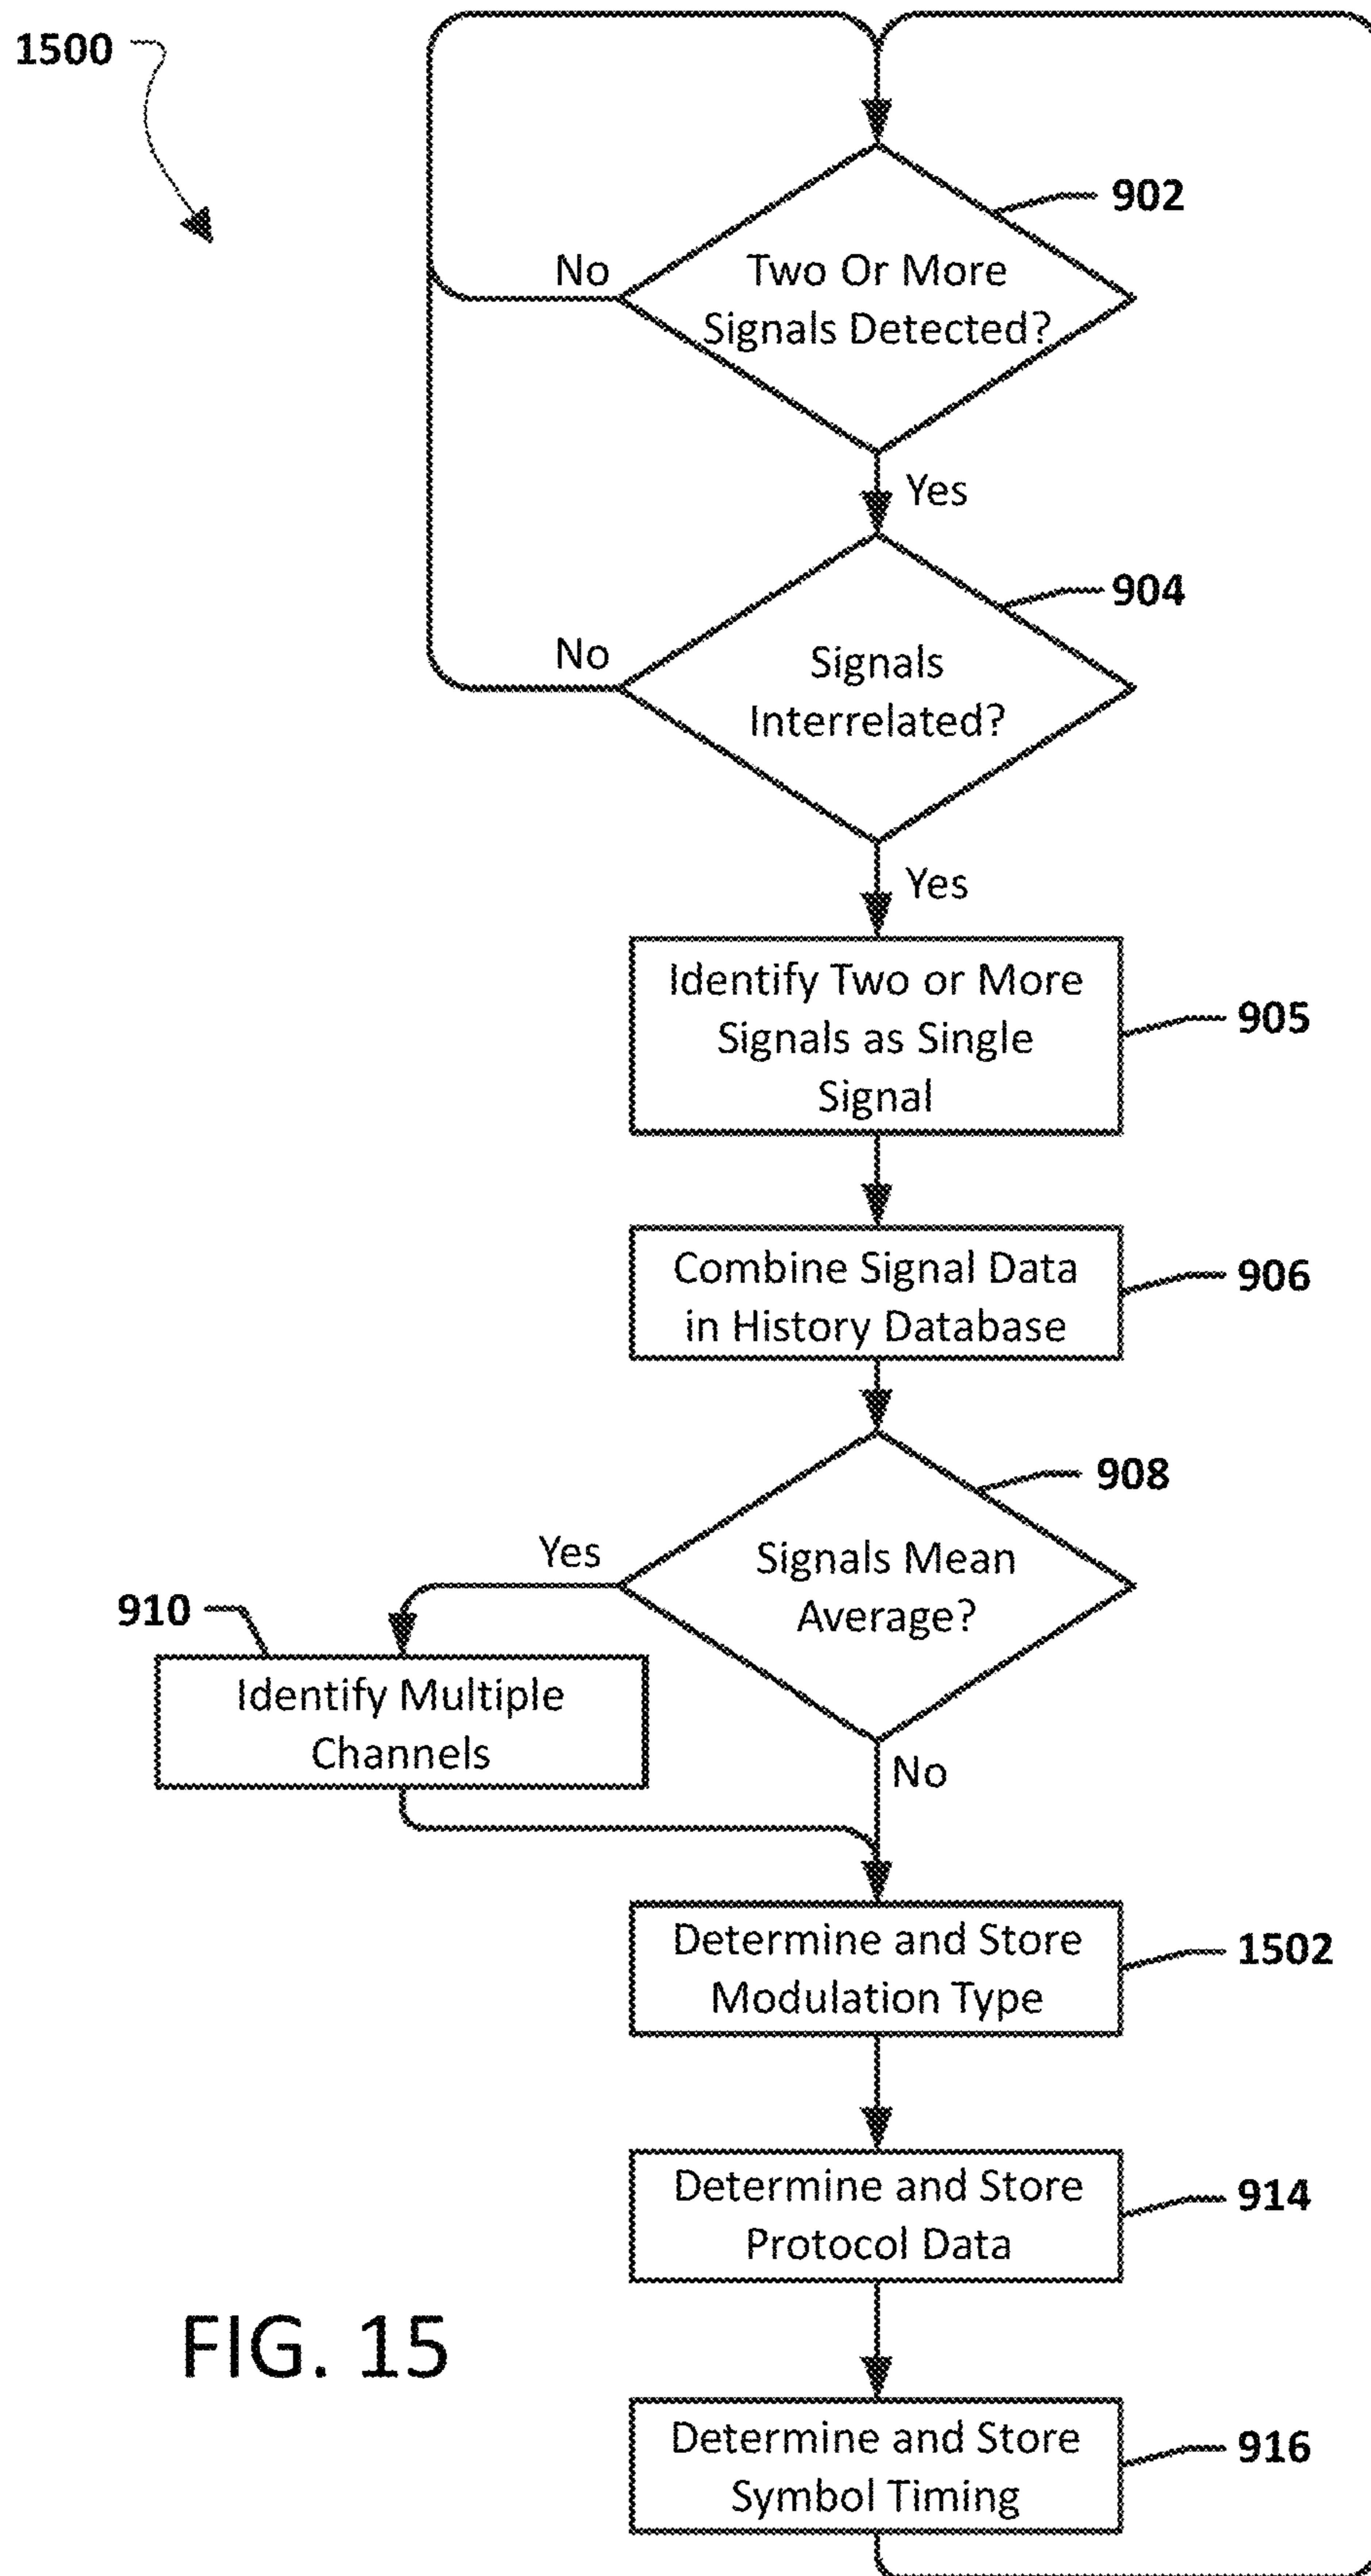 1500
902
No
Two Or More
Signals Detected?
Yes
904
No
Signals
Interrelated?
Yes
Identify Two or More
Signals as Single
Signal
905
Combine Signal Data
in History Database
906
908
Yes
Signals Mean
Average?
910
Identify Multiple
Channels
No
Determine and Store
Modulation Type
1502
Determine and Store
Protocol Data
914
FIG. 15
Determine and Store
Symbol Timing
916